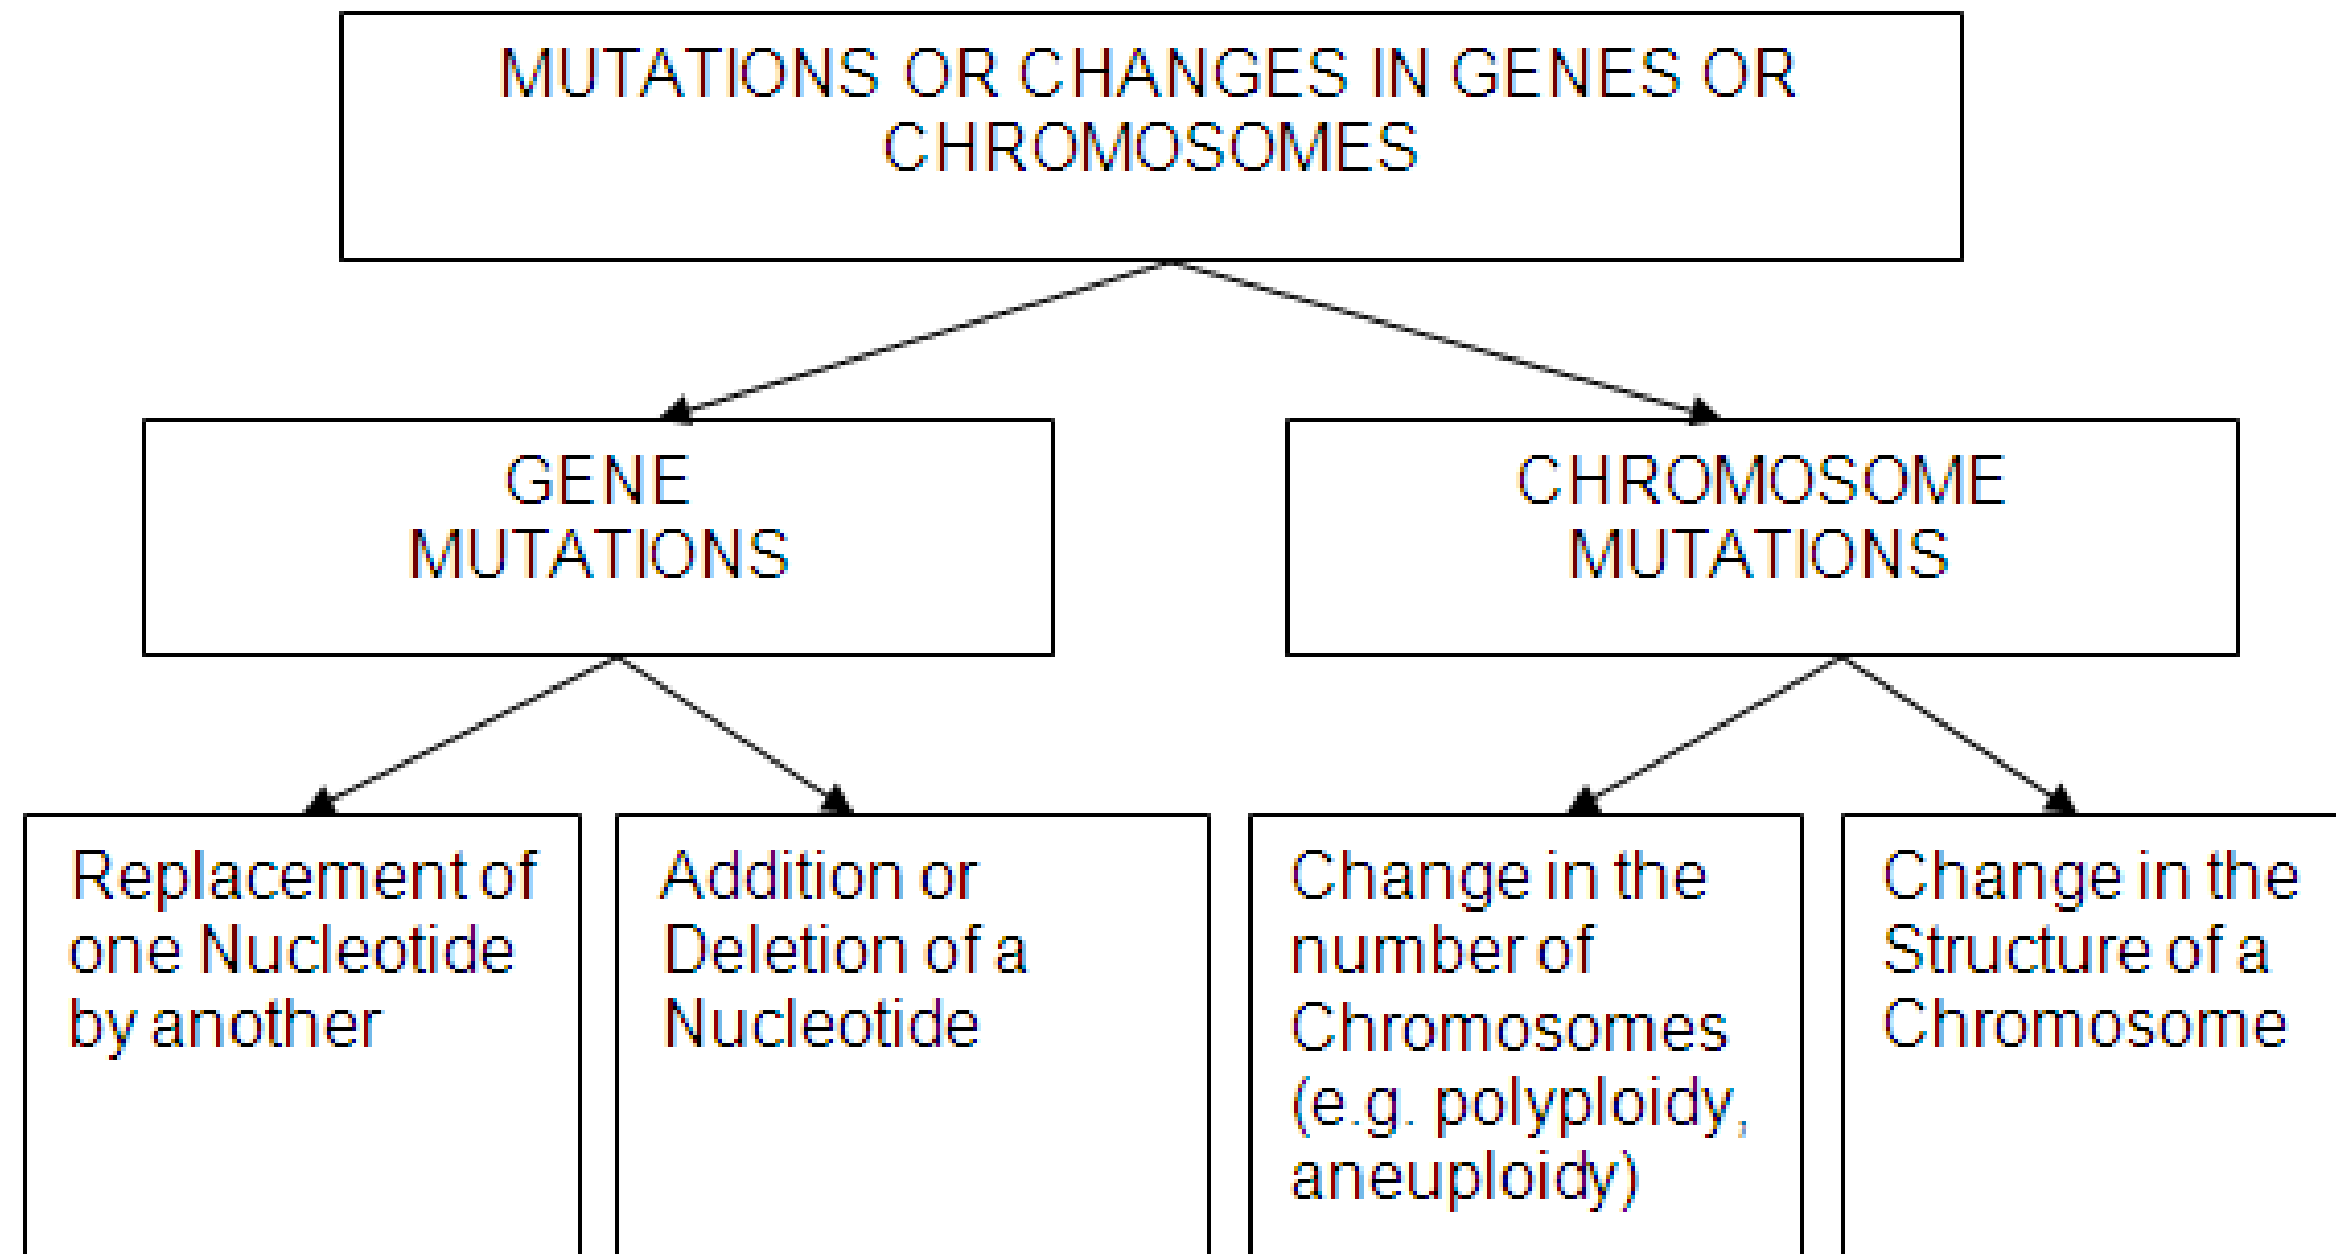 MUTATIONS OR CHANGES IN GENES OR
CHROMOSOMES
GENE
MUTATIONS
CHROMOSOME
MUTATIONS
Replacement of
one Nucleotide
by another
Addition or
Deletion of a
Nucleotide
Change in the
number of
Chromosomes
(e.g. polyploidy,
aneuploidy)
Change in the
Structure of a
Chromosome